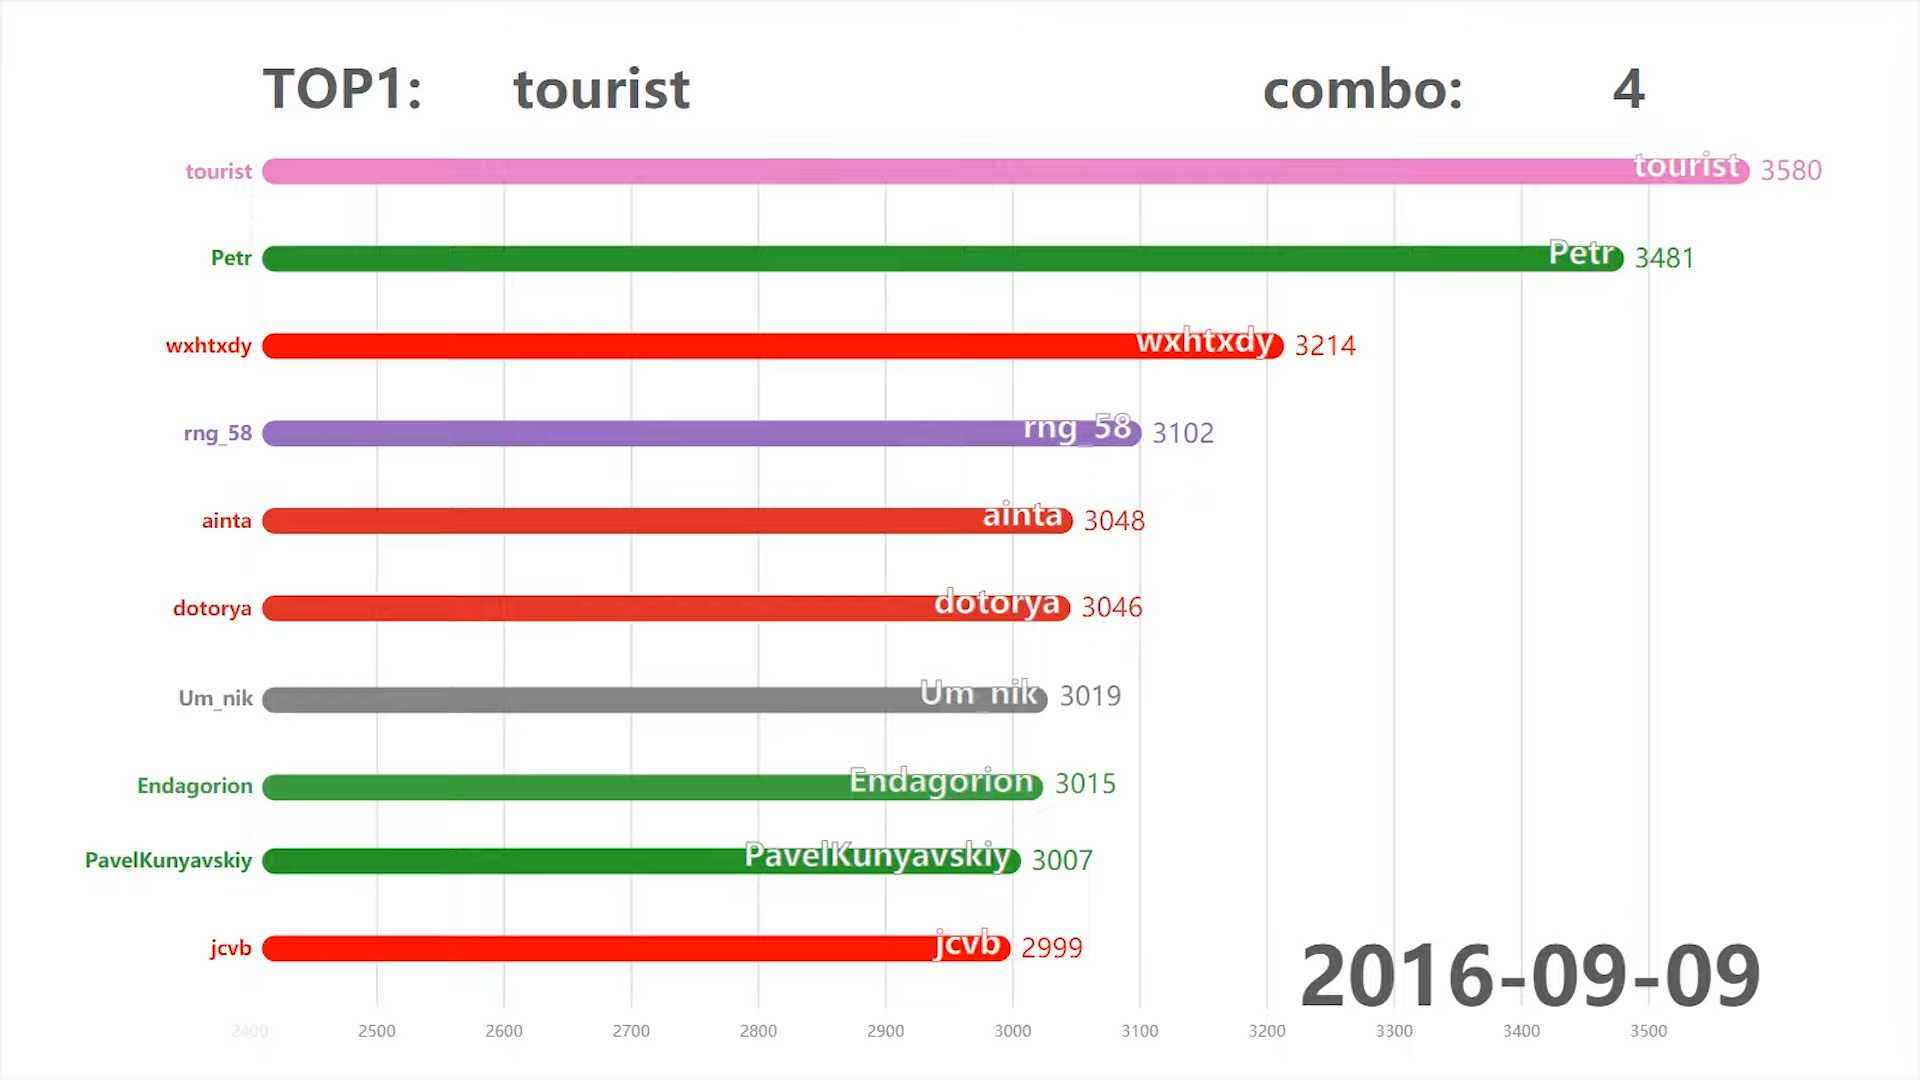 TOP1: tourist combo: 4
tourist tourist 3580
Petr Petr 3481
wxhtxdy wxhtxdy 3214
rng_58 rng_58 3102
ainta ainta 3048
dotorya dotorya 3046
Um_nik Um_nik 3019
Endagorion Endagorion 3015
PavelKunyavskiy PavelKunyavskiy 3007
jcvb jcvb 2999
2016-09-09
2400 2500 2600 2700 2800 2900 3000 3100 3200 3300 3400 3500